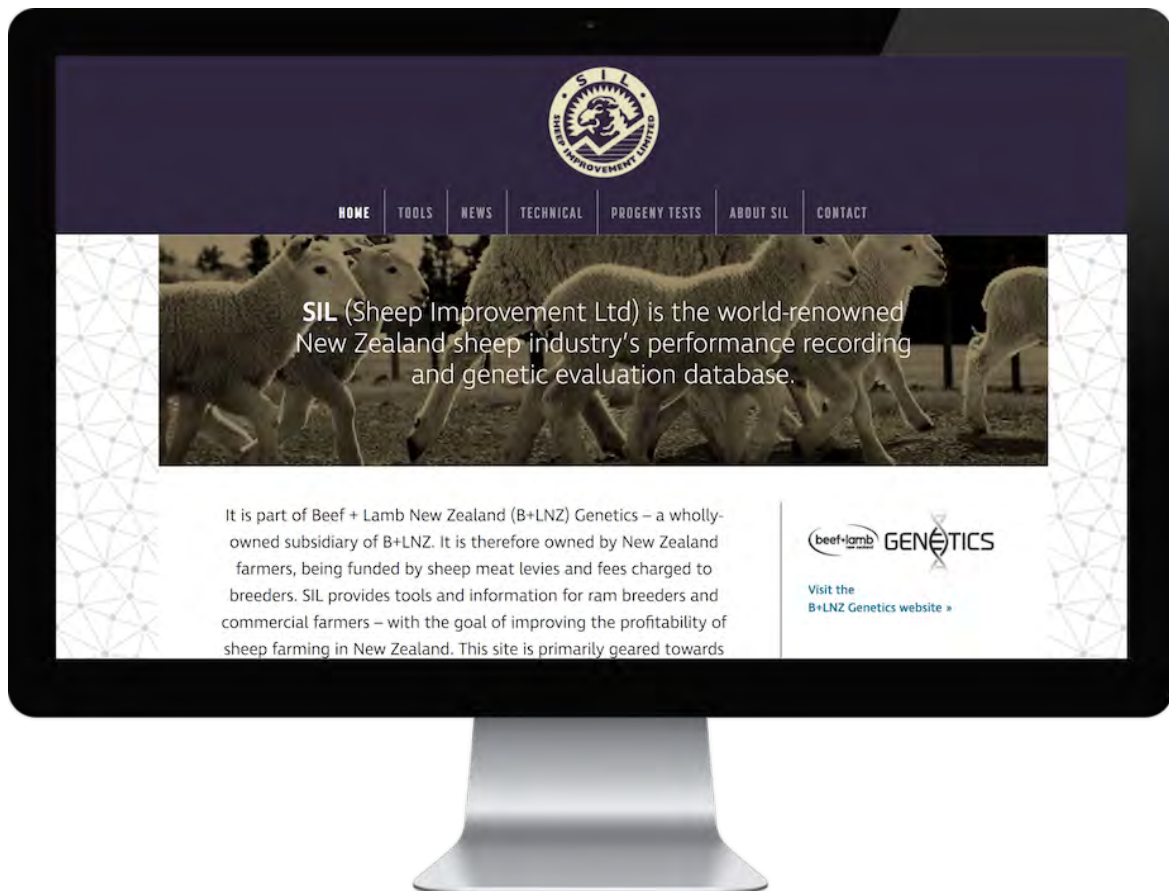 SIL
SHEEP IMPROVEMENT LIMITED
HOME TOOLS NEWS TECHNICAL PROGENY TESTS ABOUT SIL CONTACT
SIL (Sheep Improvement Ltd) is the world-renowned
New Zealand sheep industry’s performance recording
and genetic evaluation database.
It is part of Beef + Lamb New Zealand (B+LNZ) Genetics – a wholly-
owned subsidiary of B+LNZ. It is therefore owned by New Zealand
farmers, being funded by sheep meat levies and fees charged to
breeders. SIL provides tools and information for ram breeders and
commercial farmers – with the goal of improving the profitability of
sheep farming in New Zealand. This site is primarily geared towards
beef+lamb GENETICS
new zealand
Visit the
B+LNZ Genetics website »